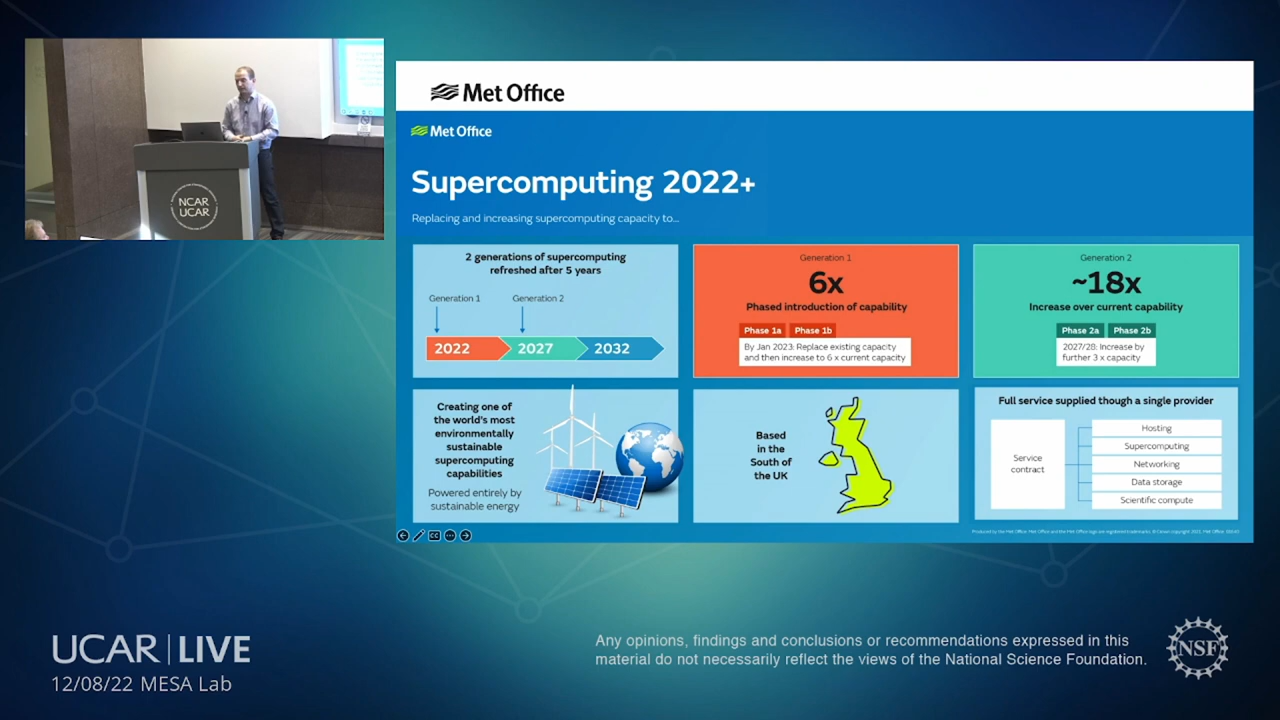 NCAR
UCAR
Met Office
Met Office
Supercomputing 2022+
Replacing and increasing supercomputing capacity to...
2 generations of supercomputing
refreshed after 5 years
Generation 1
Generation 2
2022
2027
2032
Generation 1
6x
Phased introduction of capability
Phase 1a
Phase 1b
By Jan 2023: Replace existing capacity
and then increase to 6 x current capacity
Generation 2
~18x
Increase over current capability
Phase 2a
Phase 2b
2027/28: Increase by
further 3 x capacity
Creating one of
the world's most
environmentally
sustainable
supercomputing
capabilities
Powered entirely by
sustainable energy
Based
in the
South of
the UK
Full service supplied though a single provider
Service
contract
Hosting
Supercomputing
Networking
Data storage
Scientific compute
UCAR | LIVE
12/08/22 MESA Lab
Any opinions, findings and conclusions or recommendations expressed in this
material do not necessarily reflect the views of the National Science Foundation.
NSF